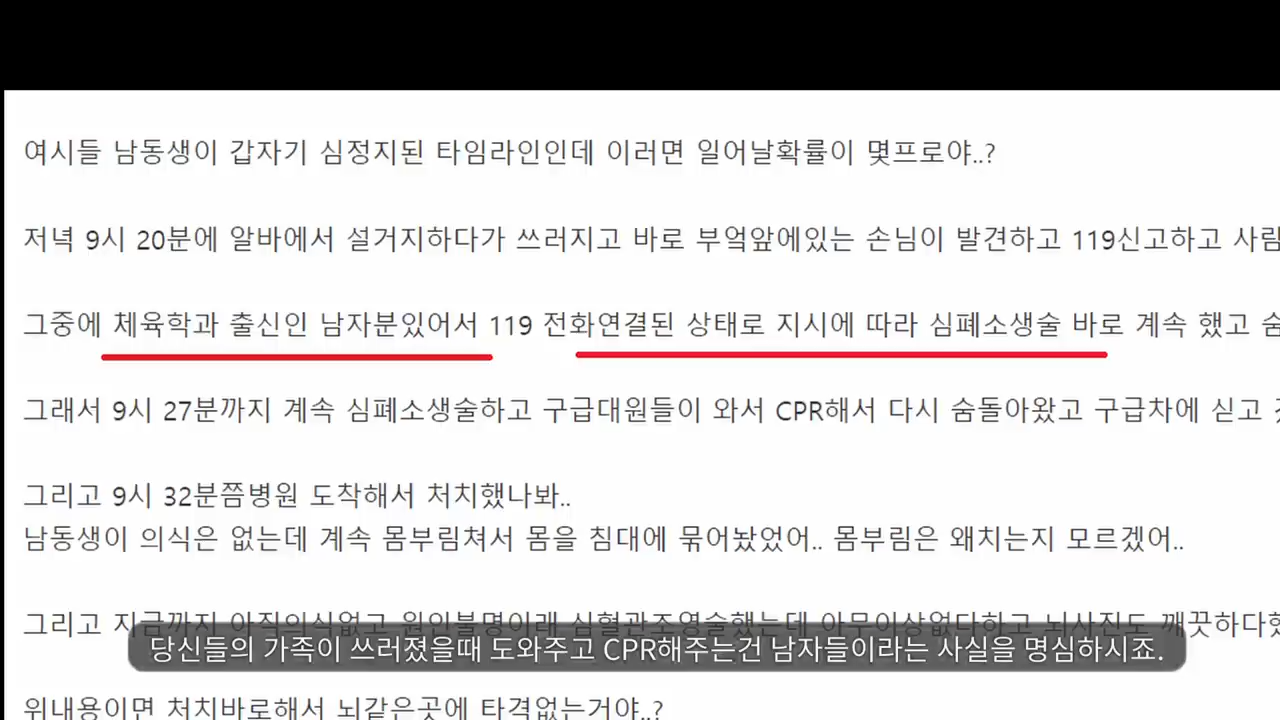 여시들 남동생이 갑자기 심정지된 타임라인인데 이러면 일어날확률이 몇프로야..?
저녁 9시 20분에 알바에서 설거지하다가 쓰러지고 바로 부엌앞에있는 손님이 발견하고 119신고하고 사람
그중에 체육학과 출신인 남자분있어서 119 전화연결된 상태로 지시에 따라 심폐소생술 바로 계속 했고 숨
그래서 9시 27분까지 계속 심폐소생술하고 구급대원들이 와서 CPR해서 다시 숨돌아왔고 구급차에 싣고
그리고 9시 32분쯤병원 도착해서 처치했나봐..
남동생이 의식은 없는데 계속 몸부림쳐서 몸을 침대에 묶어놨었어.. 몸부림은 왜치는지 모르겠어..
그리고 지금까지 아직의식없고 원인불명이래 심혈관조영술했는데 아무이상없다하고 뇌사진도 깨끗하다했
당신들의 가족이 쓰러졌을때 도와주고 CPR해주는건 남자들이라는 사실을 명심하시죠.
위내용이면 처치바로해서 뇌같은곳에 타격없는거야..?